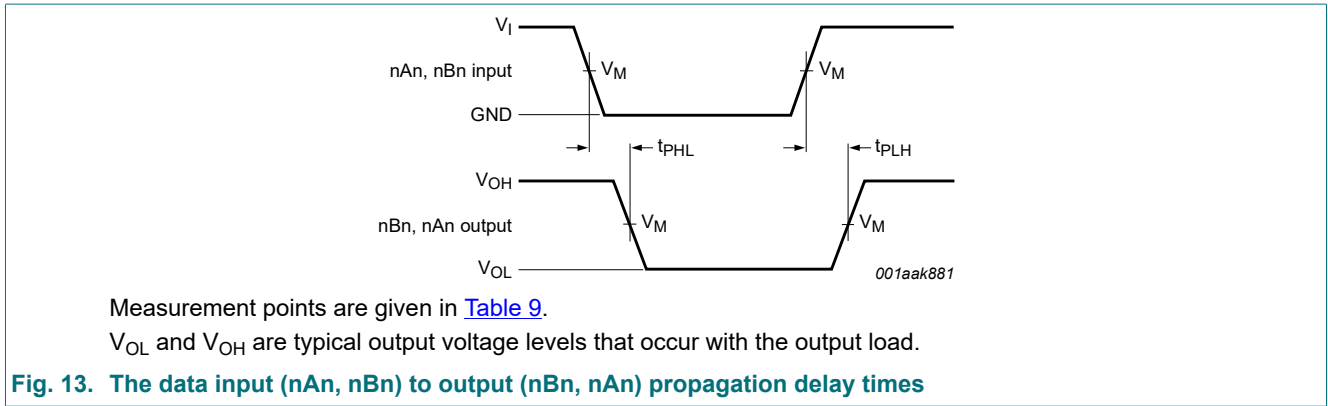 VI
nAn, nBn input
VM
VM
GND
tPHL
tPLH
VOH
nBn, nAn output
VM
VM
VOL
001aak881
Measurement points are given in Table 9.
VOL and VOH are typical output voltage levels that occur with the output load.
Fig. 13. The data input (nAn, nBn) to output (nBn, nAn) propagation delay times